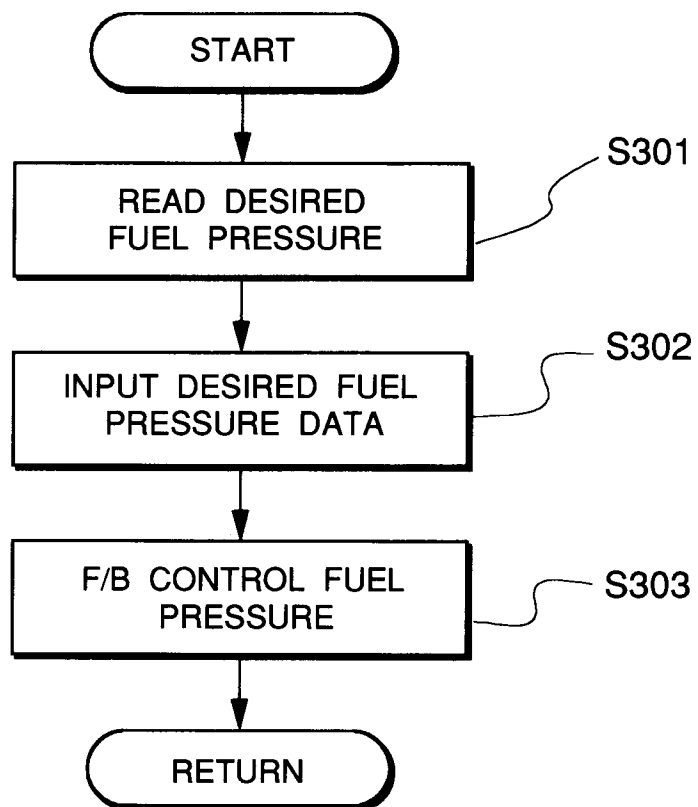 START
READ DESIRED
FUEL PRESSURE
S301
INPUT DESIRED FUEL
PRESSURE DATA
S302
F/B CONTROL FUEL
PRESSURE
S303
RETURN